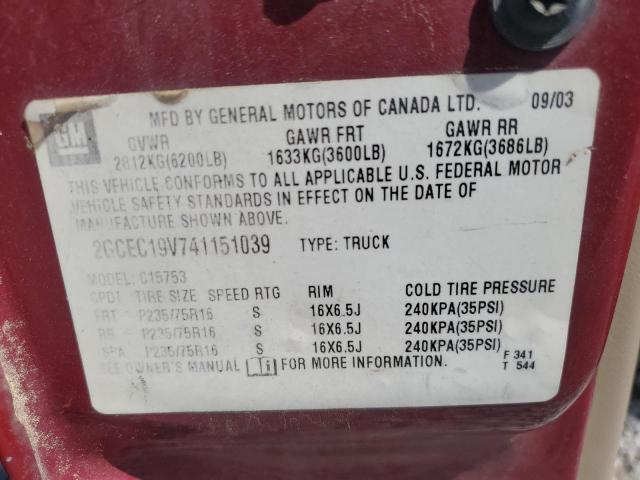 MFD BY GENERAL MOTORS OF CANADA LTD. 09/03
GM GVWR GAWR FRT GAWR RR
2812KG(6200LB) 1633KG(3600LB) 1672KG(3686LB)
THIS VEHICLE CONFORMS TO ALL APPLICABLE U.S. FEDERAL MOTOR
VEHICLE SAFETY STANDARDS IN EFFECT ON THE DATE OF
MANUFACTURE SHOWN ABOVE.
2GCEC19V741151039 TYPE: TRUCK
MODEL: C15753
CPDT TIRE SIZE SPEED RTG RIM COLD TIRE PRESSURE
FRT P235/75R16 S 16X6.5J 240KPA(35PSI)
RR P235/75R16 S 16X6.5J 240KPA(35PSI)
SPA P235/75R16 S 16X6.5J 240KPA(35PSI)
SEE OWNER'S MANUAL FOR MORE INFORMATION. F 341
T 544